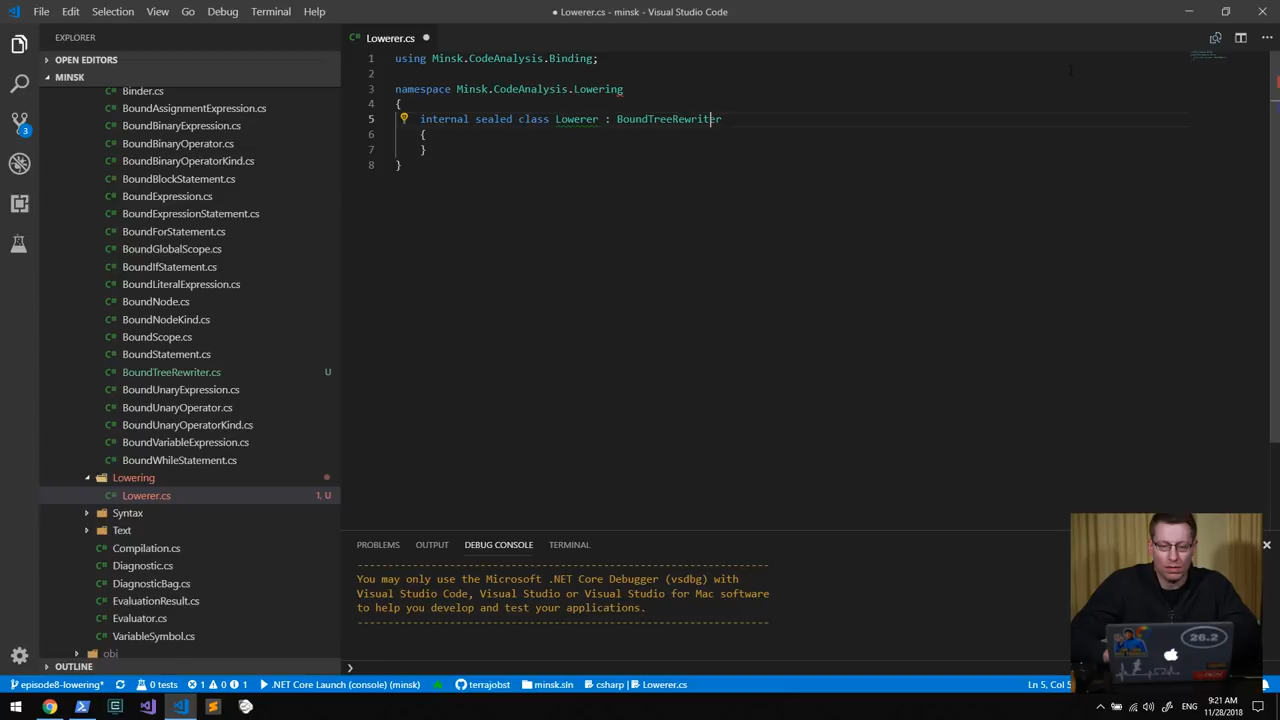 File Edit Selection View Go Debug Terminal Help
● Lowerer.cs - minsk - Visual Studio Code
EXPLORER
OPEN EDITORS
MINSK
Binder.cs
BoundAssignmentExpression.cs
BoundBinaryExpression.cs
BoundBinaryOperator.cs
BoundBinaryOperatorKind.cs
BoundBlockStatement.cs
BoundExpression.cs
BoundExpressionStatement.cs
BoundForStatement.cs
BoundGlobalScope.cs
BoundIfStatement.cs
BoundLiteralExpression.cs
BoundNode.cs
BoundNodeKind.cs
BoundScope.cs
BoundStatement.cs
BoundTreeRewriter.cs U
BoundUnaryExpression.cs
BoundUnaryOperator.cs
BoundUnaryOperatorKind.cs
BoundVariableExpression.cs
BoundWhileStatement.cs
Lowering
Lowerer.cs 1, U
Syntax
Text
Compilation.cs
Diagnostic.cs
DiagnosticBag.cs
EvaluationResult.cs
Evaluator.cs
VariableSymbol.cs
obj
OUTLINE
3
Lowerer.cs
1 using Minsk.CodeAnalysis.Binding;
2
3 namespace Minsk.CodeAnalysis.Lowering
4 {
5 internal sealed class Lowerer : BoundTreeRewriter
6 {
7 }
8 }
PROBLEMS OUTPUT DEBUG CONSOLE TERMINAL
-------------------------------------------------------------------
You may only use the Microsoft .NET Core Debugger (vsdbg) with
Visual Studio Code, Visual Studio or Visual Studio for Mac software
to help you develop and test your applications.
-------------------------------------------------------------------
26.2
episode8-lowering* 0 tests 1 0 1 .NET Core Launch (console) (minsk) terrajobst minsk.sln csharp | Lowerer.cs Ln 5, Col 5
ENG 9:21 AM
11/28/2018